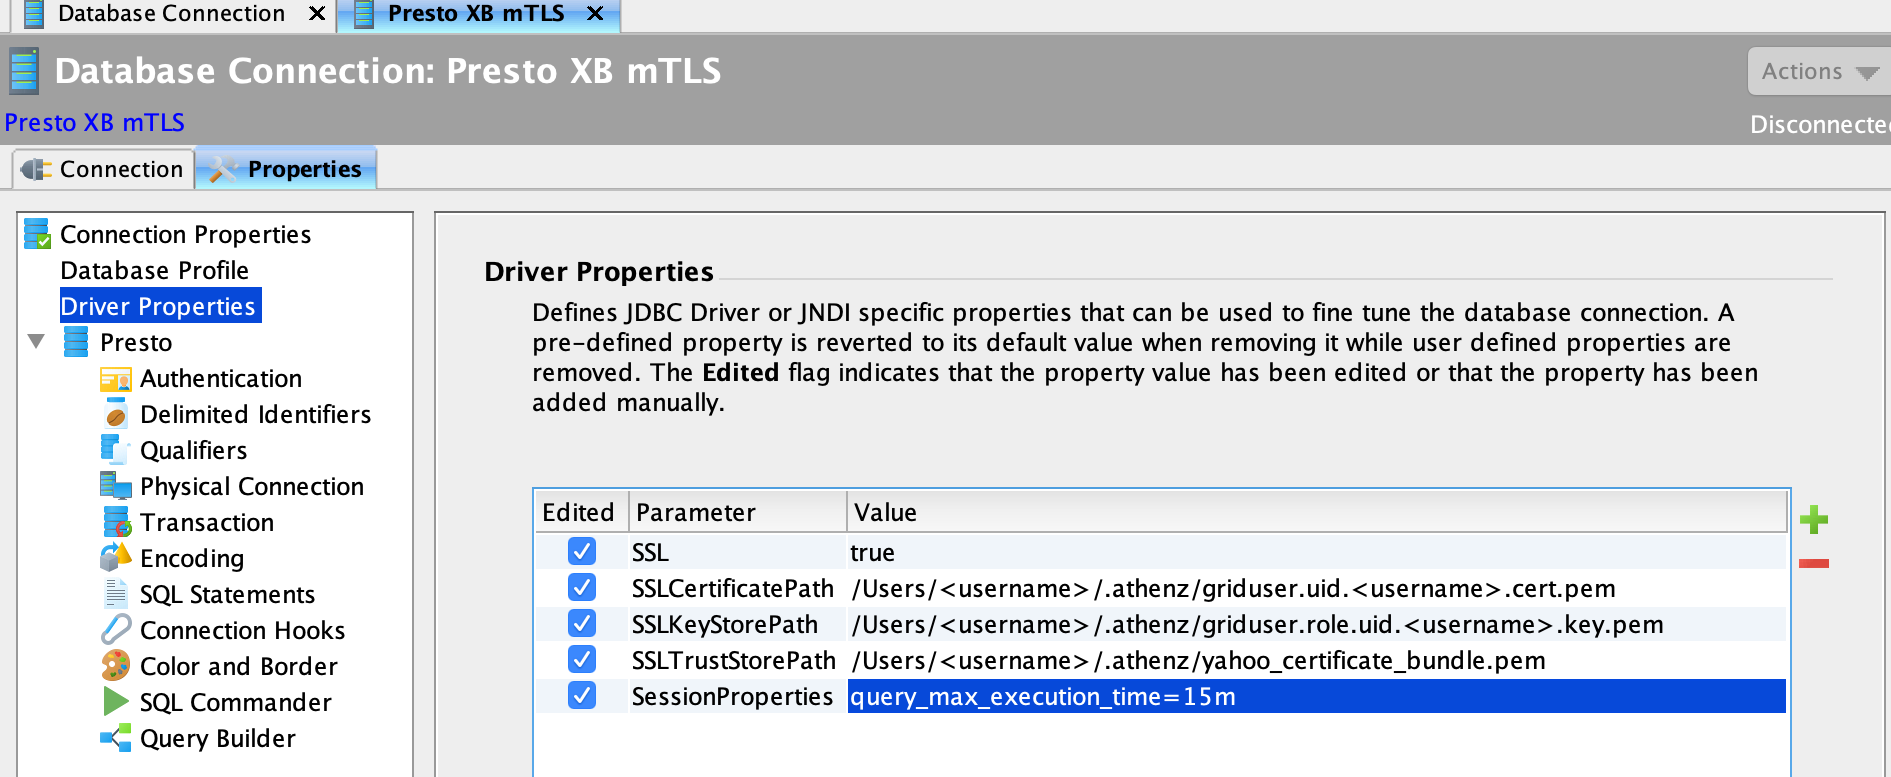 Database Connection
Presto XB mTLS
Database Connection: Presto XB mTLS
Actions
Presto XB mTLS
Disconnected
Connection
Properties
Connection Properties
Database Profile
Driver Properties
Presto
Authentication
Delimited Identifiers
Qualifiers
Physical Connection
Transaction
Encoding
SQL Statements
Connection Hooks
Color and Border
SQL Commander
Query Builder
Driver Properties
Defines JDBC Driver or JNDI specific properties that can be used to fine tune the database connection. A
pre-defined property is reverted to its default value when removing it while user defined properties are
removed. The Edited flag indicates that the property value has been edited or that the property has been
added manually.
Edited Parameter Value
SSL true
SSLCertificatePath /Users/<username>/.athenz/griduser.uid.<username>.cert.pem
SSLKeyStorePath /Users/<username>/.athenz/griduser.role.uid.<username>.key.pem
SSLTrustStorePath /Users/<username>/.athenz/yahoo_certificate_bundle.pem
SessionProperties query_max_execution_time=15m